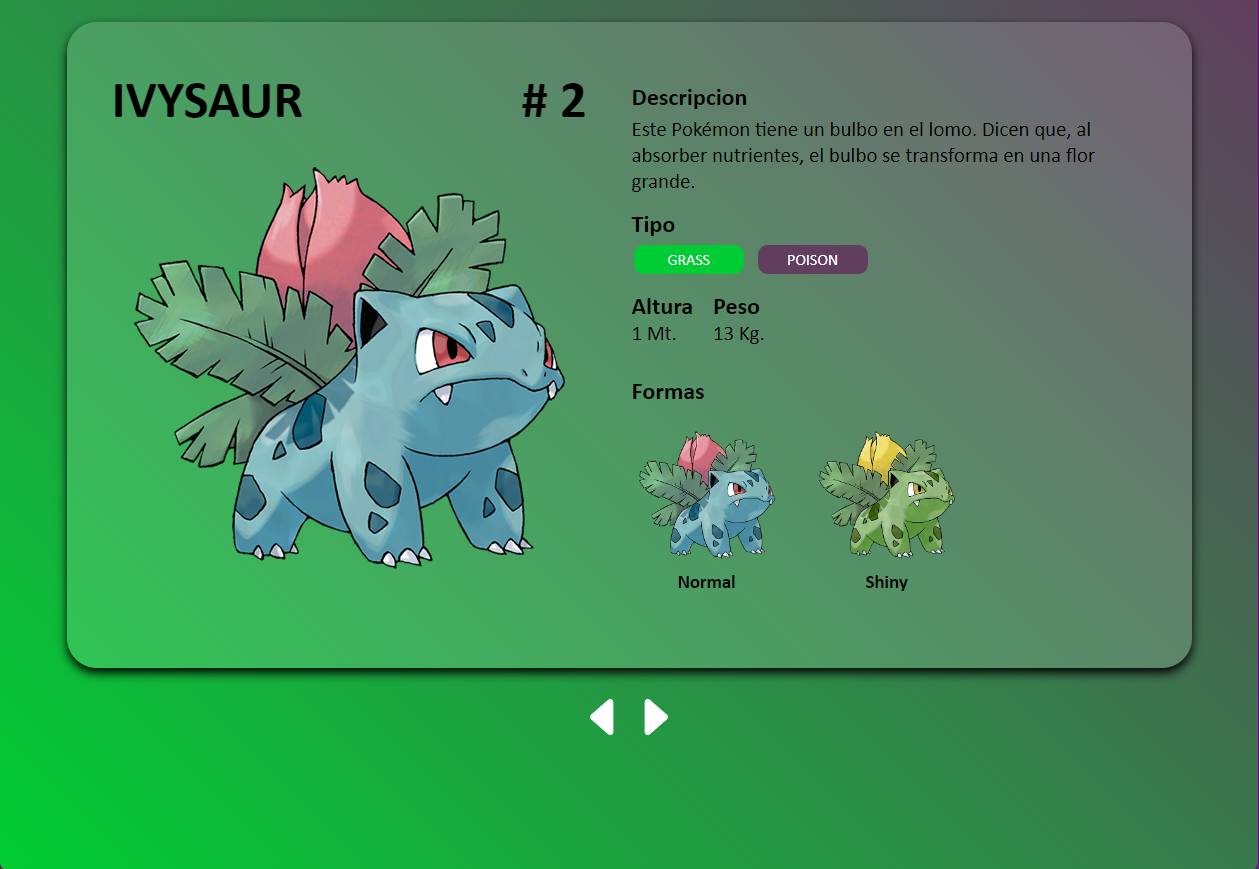 IVYSAUR
# 2
Descripcion
Este Pokémon tiene un bulbo en el lomo. Dicen que, al
absorber nutrientes, el bulbo se transforma en una flor
grande.
Tipo
GRASS
POISON
Altura
Peso
1 Mt.
13 Kg.
Formas
Normal
Shiny